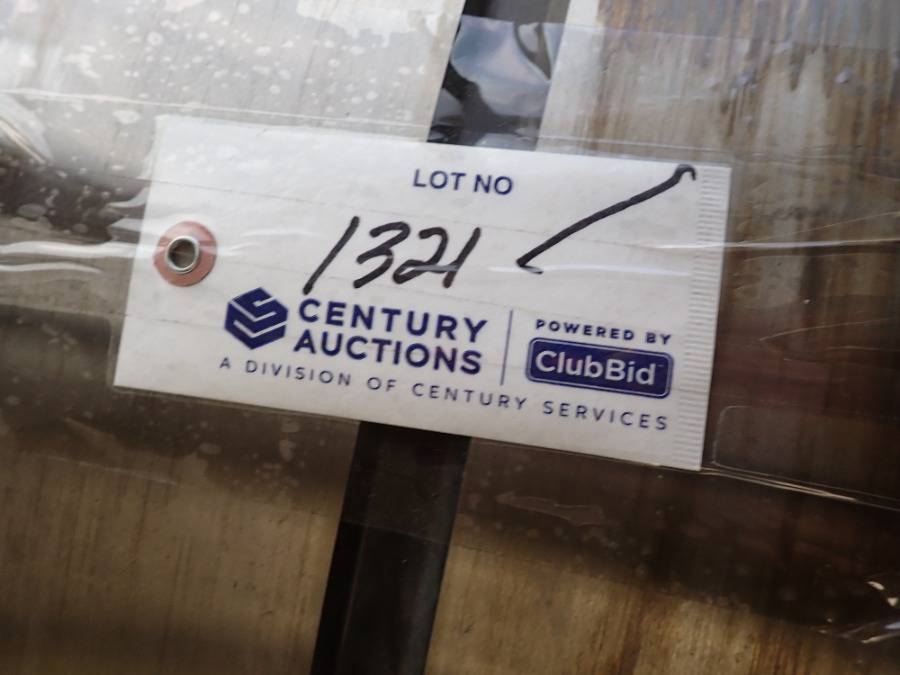 LOT NO
1321
CENTURY
AUCTIONS
A DIVISION OF CENTURY SERVICES
POWERED BY
ClubBid